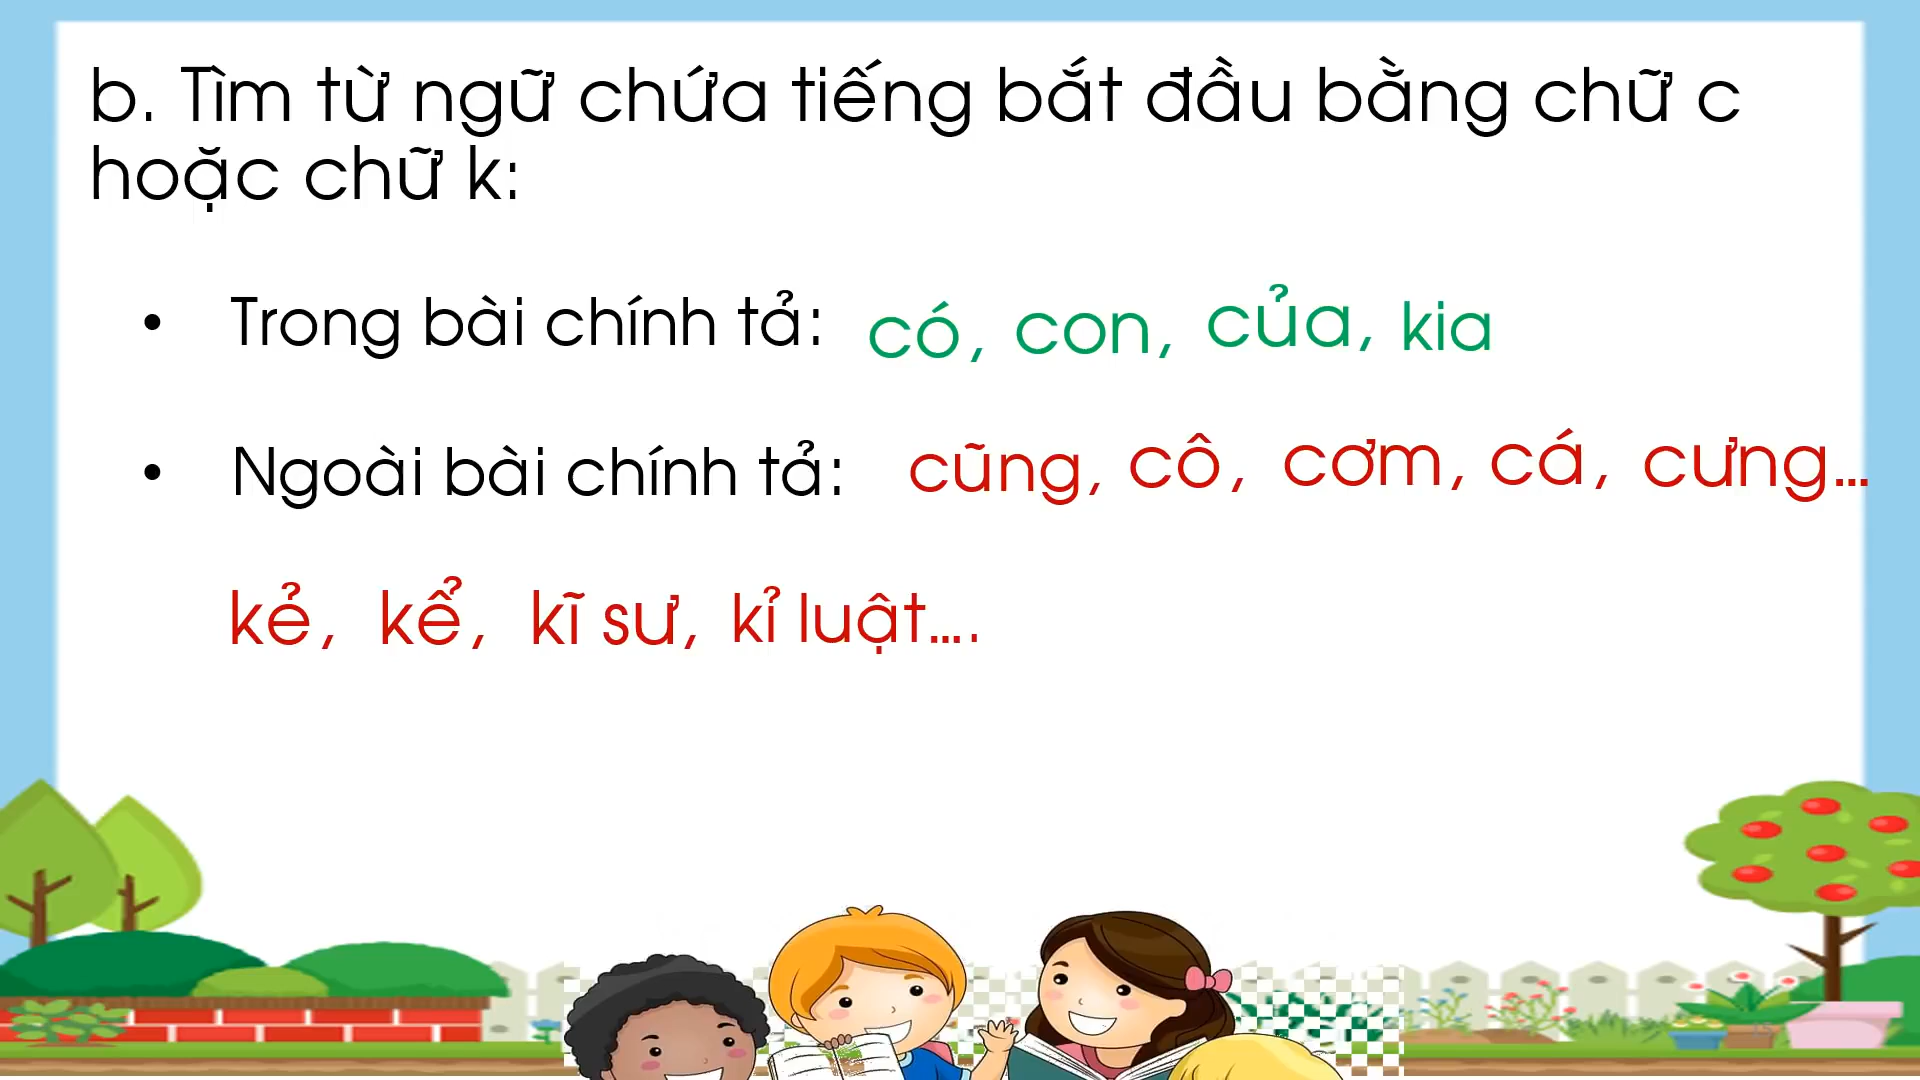 b. Tìm từ ngữ chứa tiếng bắt đầu bằng chữ c
hoặc chữ k:
• Trong bài chính tả: có, con, của, kia
• Ngoài bài chính tả: cũng, cô, cơm, cá, cưng...
kẻ, kể, kĩ sư, kỉ luật....